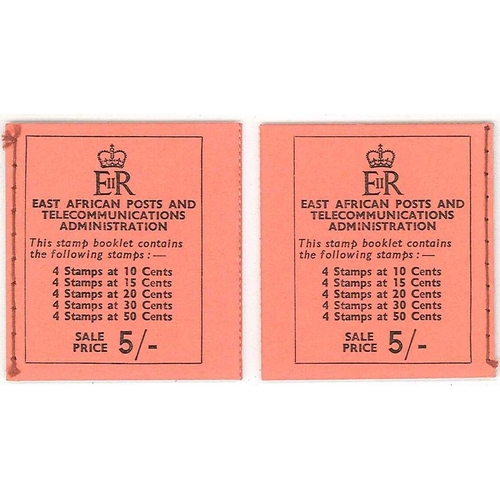 EIIR
EAST AFRICAN POSTS AND
TELECOMMUNICATIONS
ADMINISTRATION
This stamp booklet contains
the following stamps :—
4 Stamps at 10 Cents
4 Stamps at 15 Cents
4 Stamps at 20 Cents
4 Stamps at 30 Cents
4 Stamps at 50 Cents
SALE
PRICE 5/-
EIIR
EAST AFRICAN POSTS AND
TELECOMMUNICATIONS
ADMINISTRATION
This stamp booklet contains
the following stamps :—
4 Stamps at 10 Cents
4 Stamps at 15 Cents
4 Stamps at 20 Cents
4 Stamps at 30 Cents
4 Stamps at 50 Cents
SALE
PRICE 5/-